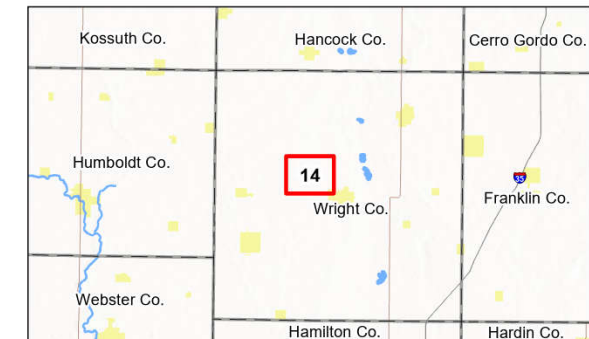 Kossuth Co.
Hancock Co.
Cerro Gordo Co.
Humboldt Co.
14
35
Franklin Co.
Wright Co.
Webster Co.
Hamilton Co.
Hardin Co.